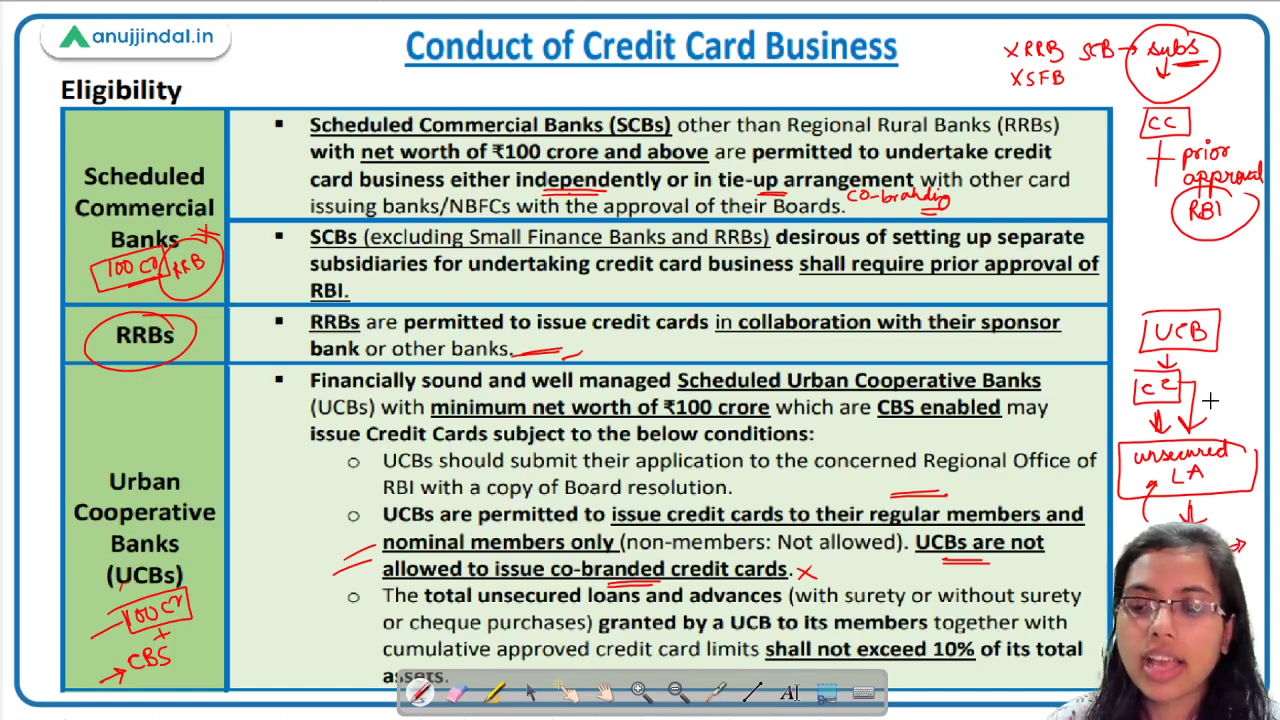 anujjindal.in
Conduct of Credit Card Business
Eligibility
Scheduled
Commercial
Banks
100 Cr
RRB
▪ Scheduled Commercial Banks (SCBs) other than Regional Rural Banks (RRBs)
with net worth of ₹100 crore and above are permitted to undertake credit
card business either independently or in tie-up arrangement with other card
issuing banks/NBFCs with the approval of their Boards.
co-branding
▪ SCBs (excluding Small Finance Banks and RRBs) desirous of setting up separate
subsidiaries for undertaking credit card business shall require prior approval of
RBI.
RRBs
▪ RRBs are permitted to issue credit cards in collaboration with their sponsor
bank or other banks.
Urban
Cooperative
Banks
(UCBs)
100 Cr
+
CBS
▪ Financially sound and well managed Scheduled Urban Cooperative Banks
(UCBs) with minimum net worth of ₹100 crore which are CBS enabled may
issue Credit Cards subject to the below conditions:
o UCBs should submit their application to the concerned Regional Office of
RBI with a copy of Board resolution.
o UCBs are permitted to issue credit cards to their regular members and
nominal members only (non-members: Not allowed). UCBs are not
allowed to issue co-branded credit cards.
o The total unsecured loans and advances (with surety or without surety
or cheque purchases) granted by a UCB to its members together with
cumulative approved credit card limits shall not exceed 10% of its total
assets.
X RRB SCB → subs
X SFB
CC
prior
approval
RBI
UCB
CC
unsecured
LA